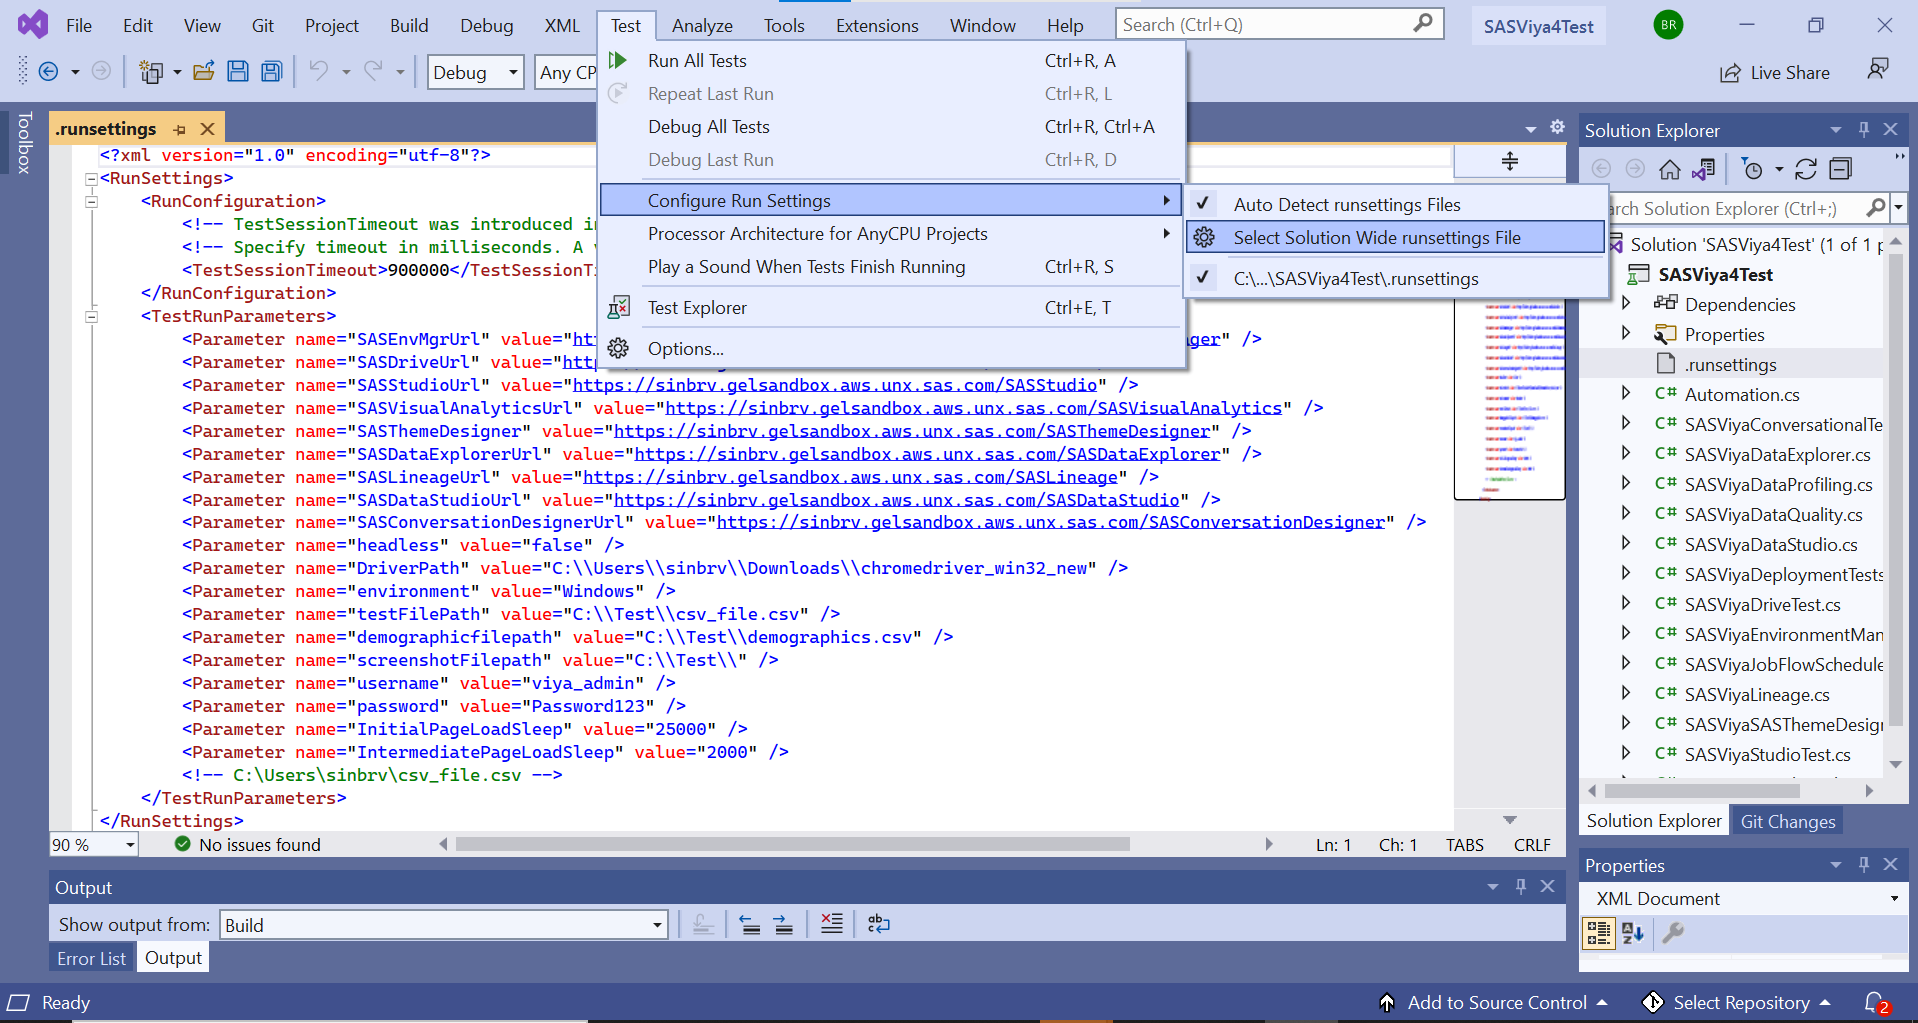 File Edit View Git Project Build Debug XML Test Analyze Tools Extensions Window Help Search (Ctrl+Q) SASViya4Test BR
Debug Any CP Live Share
Toolbox
.runsettings
<?xml version="1.0" encoding="utf-8"?>
<RunSettings>
<RunConfiguration>
<!-- TestSessionTimeout was introduced in
<!-- Specify timeout in milliseconds. A
<TestSessionTimeout>900000</TestSessionTim
</RunConfiguration>
<TestRunParameters>
<Parameter name="SASEnvMgrUrl" value="ht ager" />
<Parameter name="SASDriveUrl" value="htt
<Parameter name="SASStudioUrl" value="https://sinbrv.gelsandbox.aws.unx.sas.com/SASStudio" />
<Parameter name="SASVisualAnalyticsUrl" value="https://sinbrv.gelsandbox.aws.unx.sas.com/SASVisualAnalytics" />
<Parameter name="SASThemeDesigner" value="https://sinbrv.gelsandbox.aws.unx.sas.com/SASThemeDesigner" />
<Parameter name="SASDataExplorerUrl" value="https://sinbrv.gelsandbox.aws.unx.sas.com/SASDataExplorer" />
<Parameter name="SASLineageUrl" value="https://sinbrv.gelsandbox.aws.unx.sas.com/SASLineage" />
<Parameter name="SASDataStudioUrl" value="https://sinbrv.gelsandbox.aws.unx.sas.com/SASDataStudio" />
<Parameter name="SASConversationDesignerUrl" value="https://sinbrv.gelsandbox.aws.unx.sas.com/SASConversationDesigner" />
<Parameter name="headless" value="false" />
<Parameter name="DriverPath" value="C:\\Users\\sinbrv\\Downloads\\chromedriver_win32_new" />
<Parameter name="environment" value="Windows" />
<Parameter name="testFilePath" value="C:\\Test\\csv_file.csv" />
<Parameter name="demographicfilepath" value="C:\\Test\\demographics.csv" />
<Parameter name="screenshotFilepath" value="C:\\Test\\" />
<Parameter name="username" value="viya_admin" />
<Parameter name="password" value="Password123" />
<Parameter name="InitialPageLoadSleep" value="25000" />
<Parameter name="IntermediatePageLoadSleep" value="2000" />
<!-- C:\Users\sinbrv\csv_file.csv -->
</TestRunParameters>
</RunSettings>
90 % No issues found Ln: 1 Ch: 1 TABS CRLF
Run All Tests Ctrl+R, A
Repeat Last Run Ctrl+R, L
Debug All Tests Ctrl+R, Ctrl+A
Debug Last Run Ctrl+R, D
Configure Run Settings
Processor Architecture for AnyCPU Projects
Play a Sound When Tests Finish Running Ctrl+R, S
Test Explorer Ctrl+E, T
Options...
Auto Detect runsettings Files
Select Solution Wide runsettings File
C:\...\SASViya4Test\.runsettings
Solution Explorer
arch Solution Explorer (Ctrl+;)
Solution 'SASViya4Test' (1 of 1 p
SASViya4Test
Dependencies
Properties
.runsettings
C# Automation.cs
C# SASViyaConversationalTe
C# SASViyaDataExplorer.cs
C# SASViyaDataProfiling.cs
C# SASViyaDataQuality.cs
C# SASViyaDataStudio.cs
C# SASViyaDeploymentTests
C# SASViyaDriveTest.cs
C# SASViyaEnvironmentMan
C# SASViyaJobFlowSchedule
C# SASViyaLineage.cs
C# SASViyaSASThemeDesign
C# SASViyaStudioTest.cs
Solution Explorer Git Changes
Properties
XML Document
Output
Show output from: Build
Error List Output
Ready Add to Source Control Select Repository 2